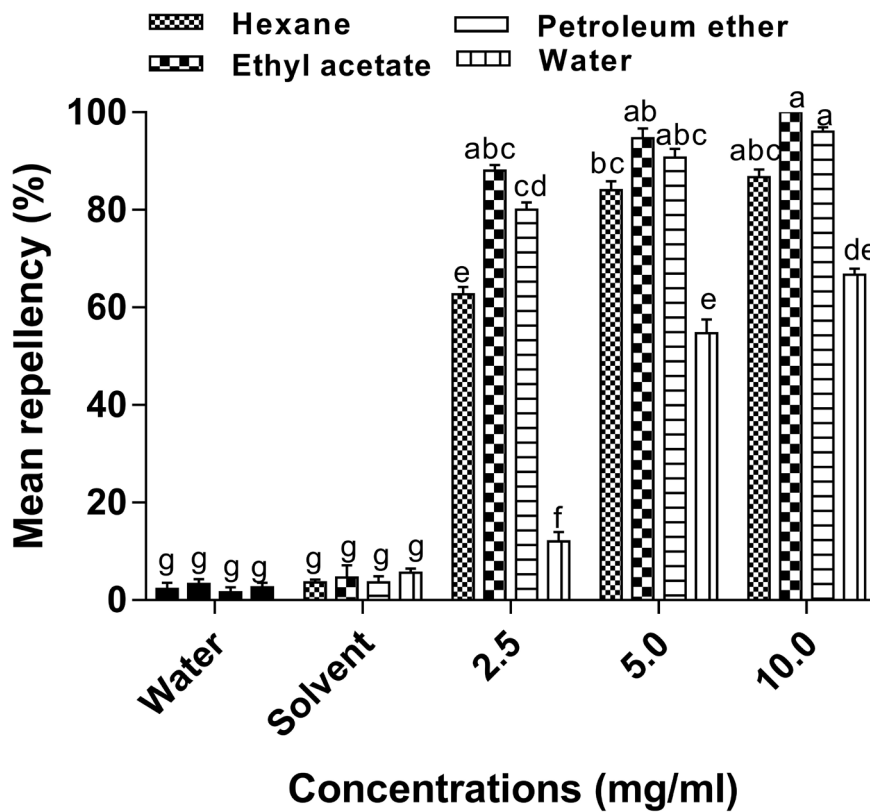 Hexane Petroleum ether
Ethyl acetate Water
Mean repellency (%)
100
80
60
40
20
0
g g g g
g g g g
e abc cd f
bc ab abc e
abc a a de
Water Solvent 2.5 5.0 10.0
Concentrations (mg/ml)